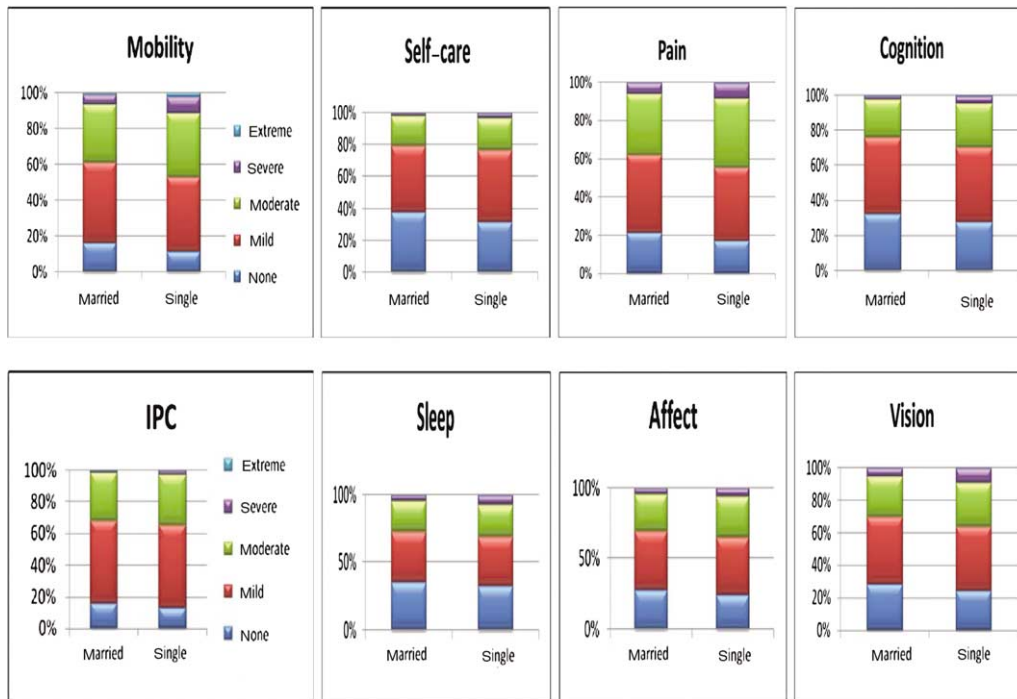 Mobility
100%
80%
60%
40%
20%
0%
Married Single
Extreme
Severe
Moderate
Mild
None
Self-care
100%
80%
60%
40%
20%
0%
Married Single
Pain
100%
80%
60%
40%
20%
0%
Married Single
Cognition
100%
80%
60%
40%
20%
0%
Married Single
IPC
100%
80%
60%
40%
20%
0%
Married Single
Extreme
Severe
Moderate
Mild
None
Sleep
100%
50%
0%
Married Single
Affect
100%
50%
0%
Married Single
Vision
100%
80%
60%
40%
20%
0%
Married Single